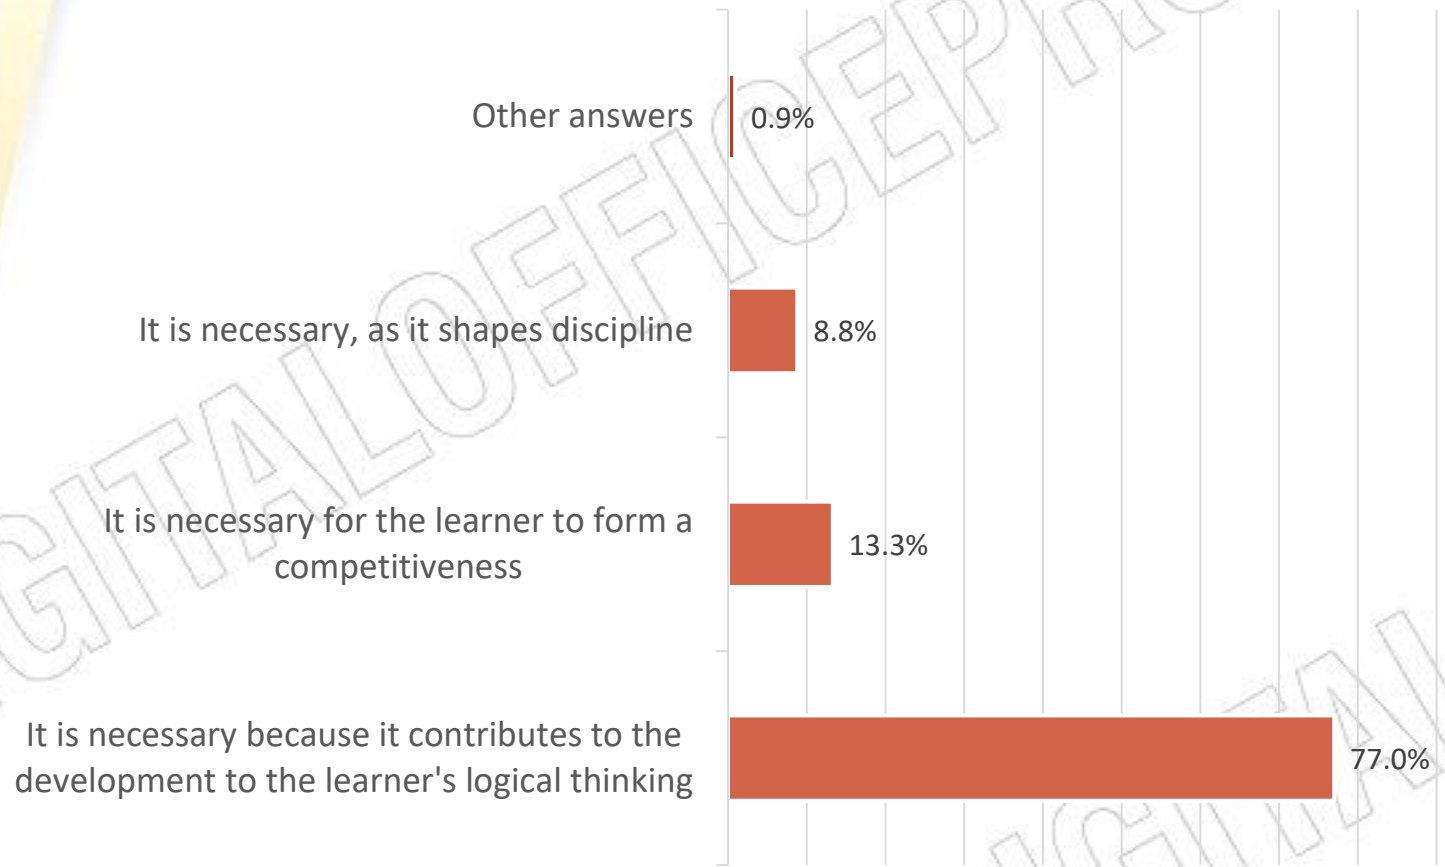 Other answers
0.9%
It is necessary, as it shapes discipline
8.8%
It is necessary for the learner to form a
competitiveness
13.3%
It is necessary because it contributes to the
development to the learner's logical thinking
77.0%